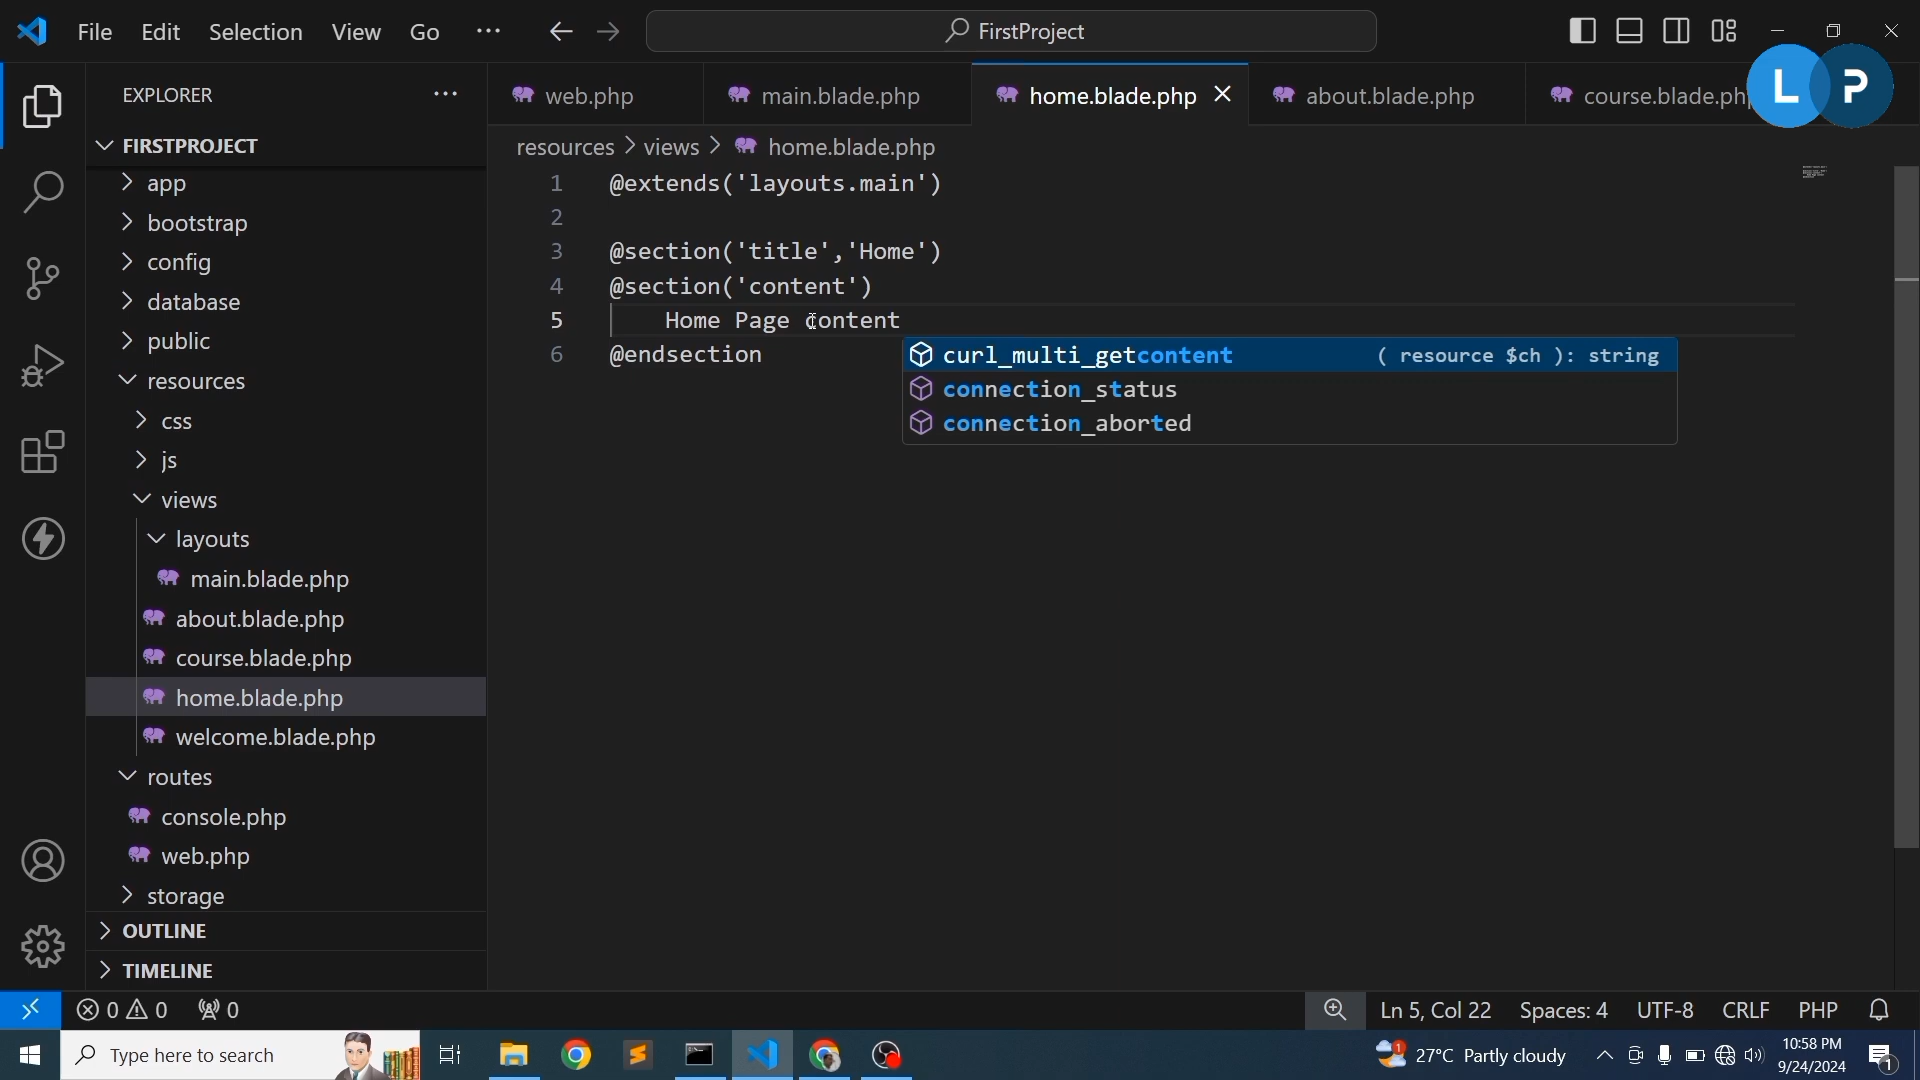 File Edit Selection View Go ... FirstProject
EXPLORER ...
web.php main.blade.php home.blade.php about.blade.php course.blade.php
L P
FIRSTPROJECT
resources > views > home.blade.php
app
bootstrap
config
database
public
resources
css
js
views
layouts
main.blade.php
about.blade.php
course.blade.php
home.blade.php
welcome.blade.php
routes
console.php
web.php
storage
OUTLINE
TIMELINE
1 @extends('layouts.main')
2
3 @section('title','Home')
4 @section('content')
5 Home Page content
6 @endsection
curl_multi_getcontent ( resource $ch ): string
connection_status
connection_aborted
0 0 0 Ln 5, Col 22 Spaces: 4 UTF-8 CRLF PHP
Type here to search 1 27°C Partly cloudy 10:58 PM
9/24/2024 1